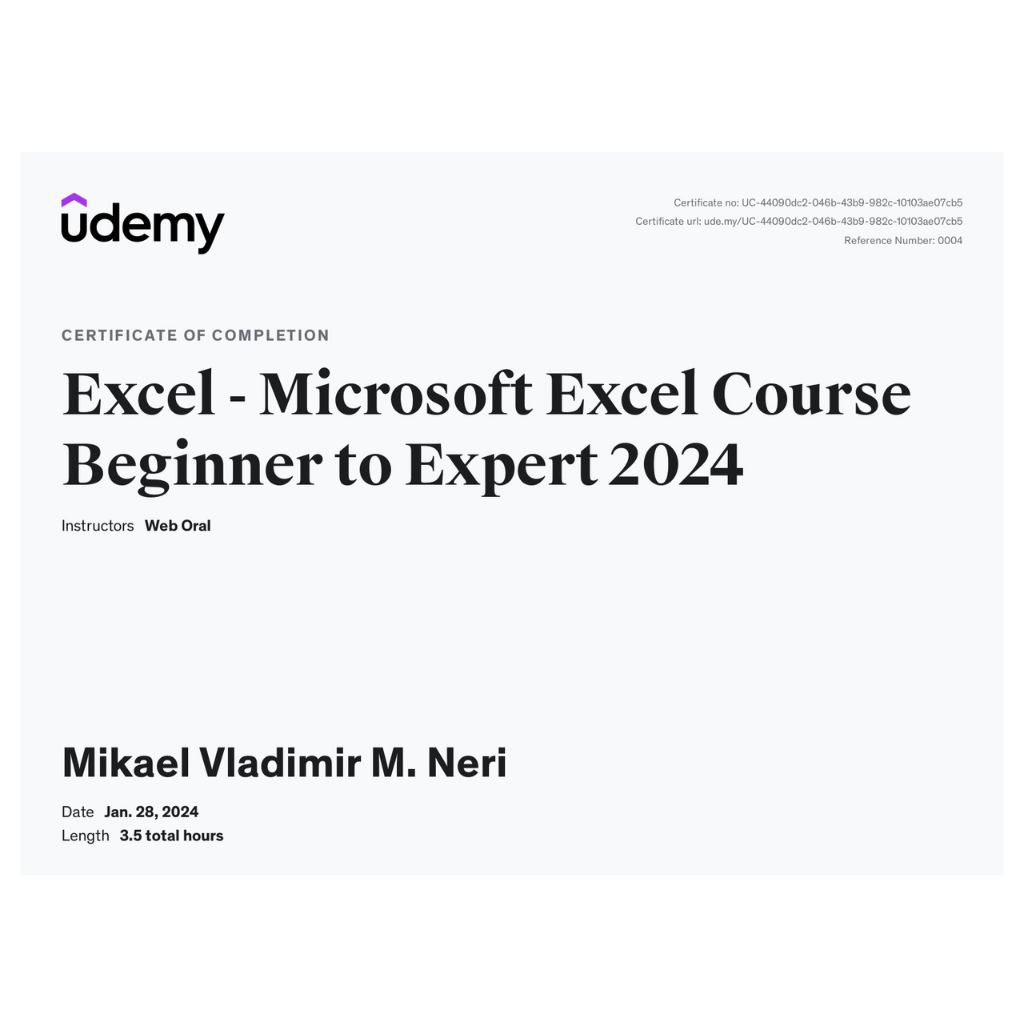 udemy
Certificate no: UC-44090dc2-046b-43b9-982c-10103ae07cb5
Certificate url: ude.my/UC-44090dc2-046b-43b9-982c-10103ae07cb5
Reference Number: 0004
CERTIFICATE OF COMPLETION
Excel - Microsoft Excel Course
Beginner to Expert 2024
Instructors Web Oral
Mikael Vladimir M. Neri
Date Jan. 28, 2024
Length 3.5 total hours